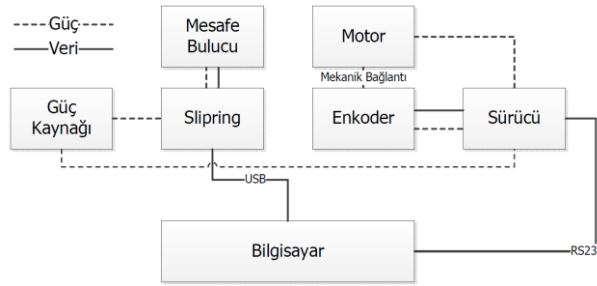 Güç
Veri
Mesafe
Bulucu
Motor
Mekanik Bağlantı
Güç
Kaynağı
Slipring
Enkoder
Sürücü
USB
Bilgisayar
RS23